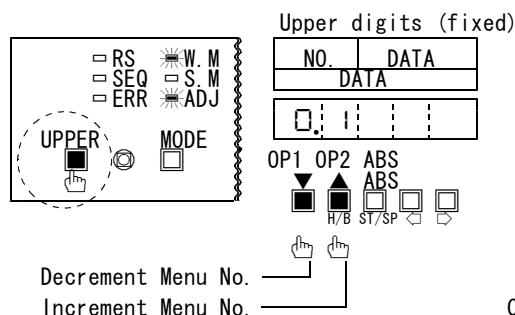 Upper digits (fixed)
RS W.M
SEQ S.M
ERR ADJ
UPPER MODE
NO. DATA
DATA
0. 1
OP1 OP2 ABS
ABS
H/B ST/SP
Decrement Menu No.
Increment Menu No.